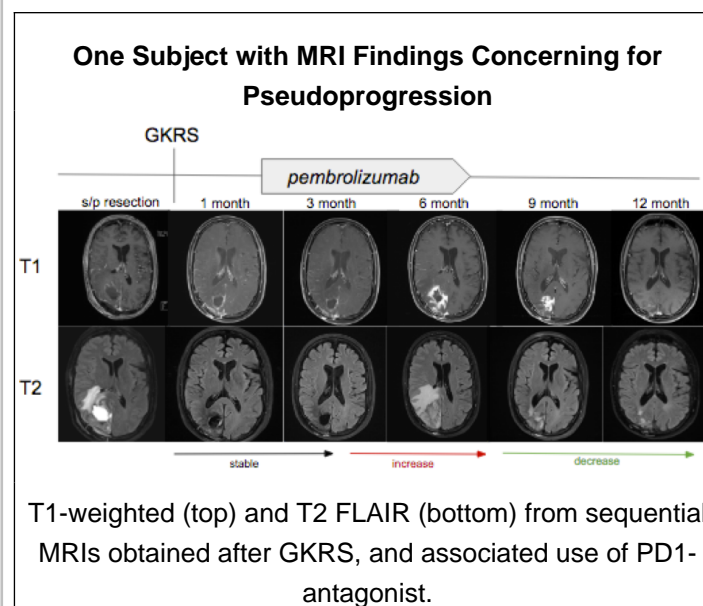 One Subject with MRI Findings Concerning for
Pseudoprogression
GKRS
pembrolizumab
s/p resection 1 month 3 month 6 month 9 month 12 month
T1
T2
stable increase decrease
T1-weighted (top) and T2 FLAIR (bottom) from sequential
MRIs obtained after GKRS, and associated use of PD1-
antagonist.